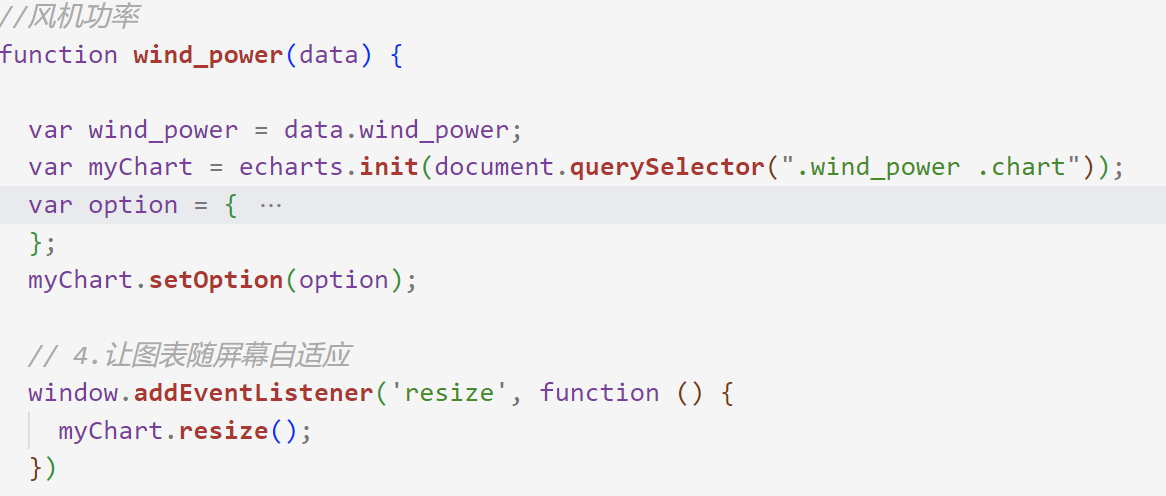 //风机功率
function wind_power(data) {
var wind_power = data.wind_power;
var myChart = echarts.init(document.querySelector(".wind_power .chart"));
var option = { ···
};
myChart.setOption(option);
// 4.让图表随屏幕自适应
window.addEventListener('resize', function () {
myChart.resize();
})